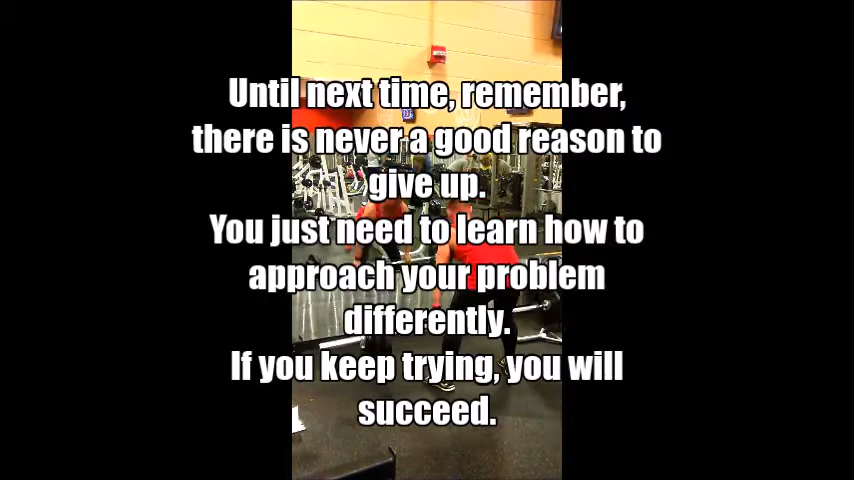 Until next time, remember,
there is never a good reason to
give up.
You just need to learn how to
approach your problem
differently.
If you keep trying, you will
succeed.